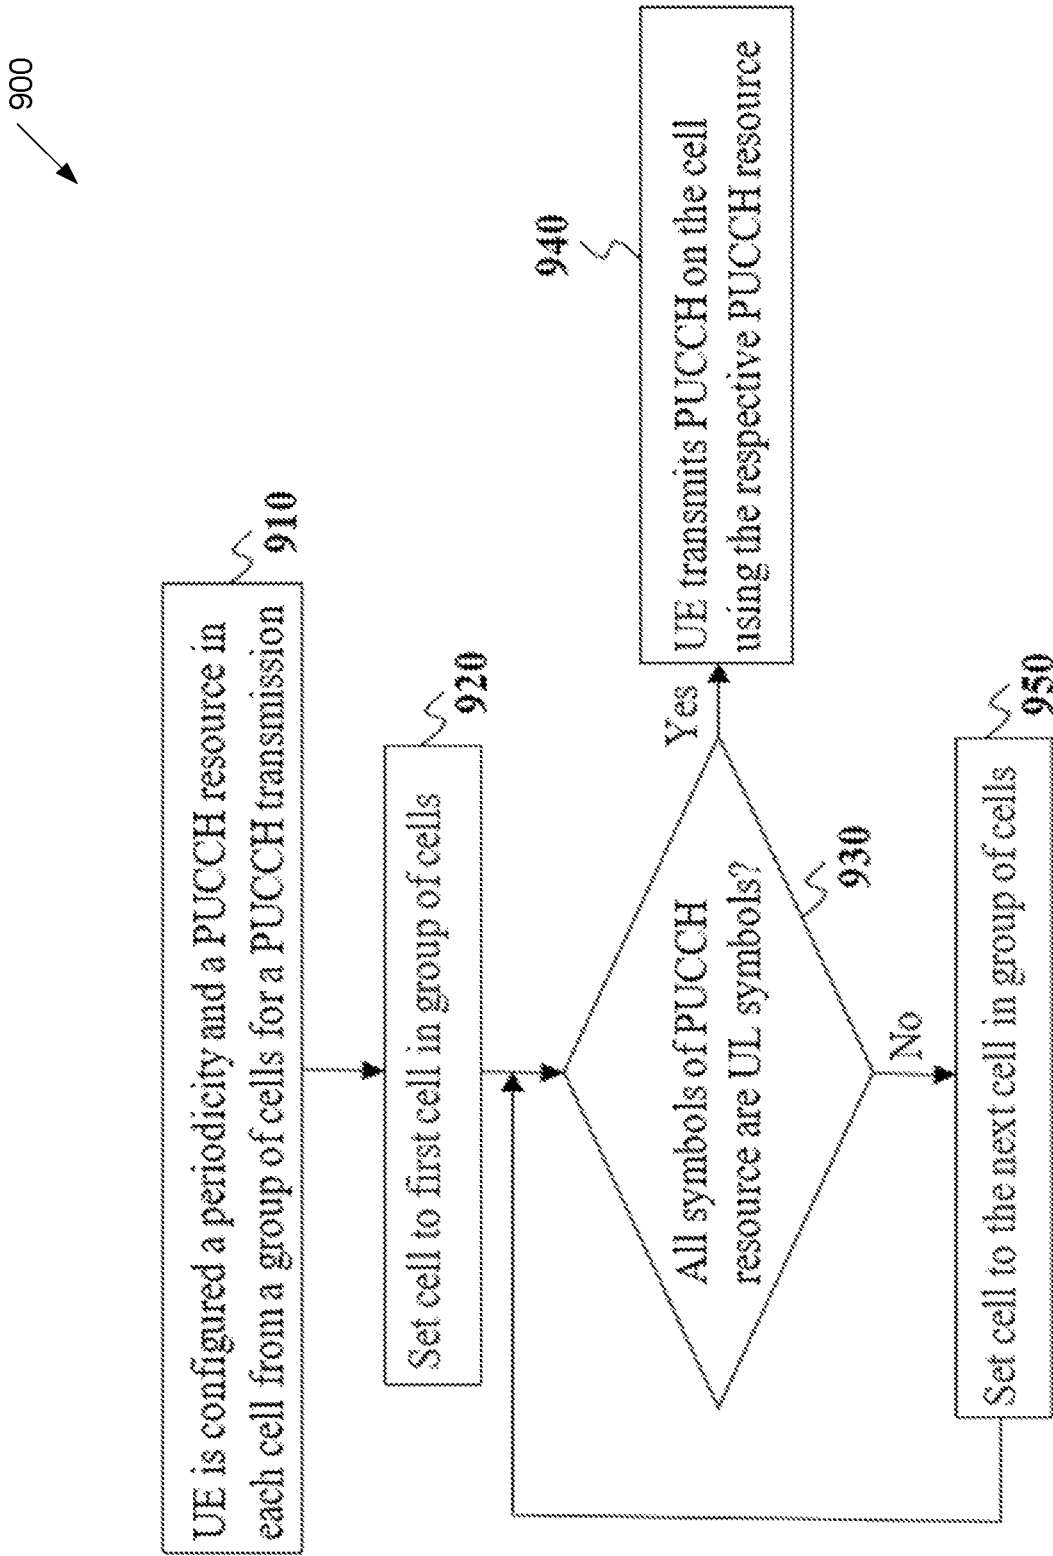 900
UE is configured a periodicity and a PUCCH resource in
each cell from a group of cells for a PUCCH transmission
910
Set cell to first cell in group of cells
920
All symbols of PUCCH
resource are UL symbols?
930
Yes
UE transmits PUCCH on the cell
using the respective PUCCH resource
940
No
Set cell to the next cell in group of cells
950